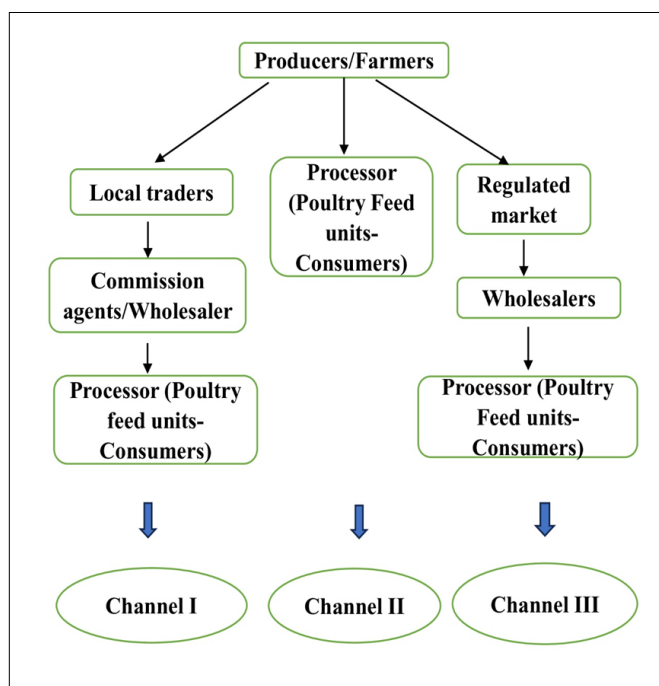 Producers/Farmers
Local traders
Commission
agents/Wholesaler
Processor (Poultry
feed units-
Consumers)
Processor
(Poultry Feed
units-
Consumers)
Regulated
market
Wholesalers
Processor (Poultry
Feed units-
Consumers)
Channel I
Channel II
Channel III